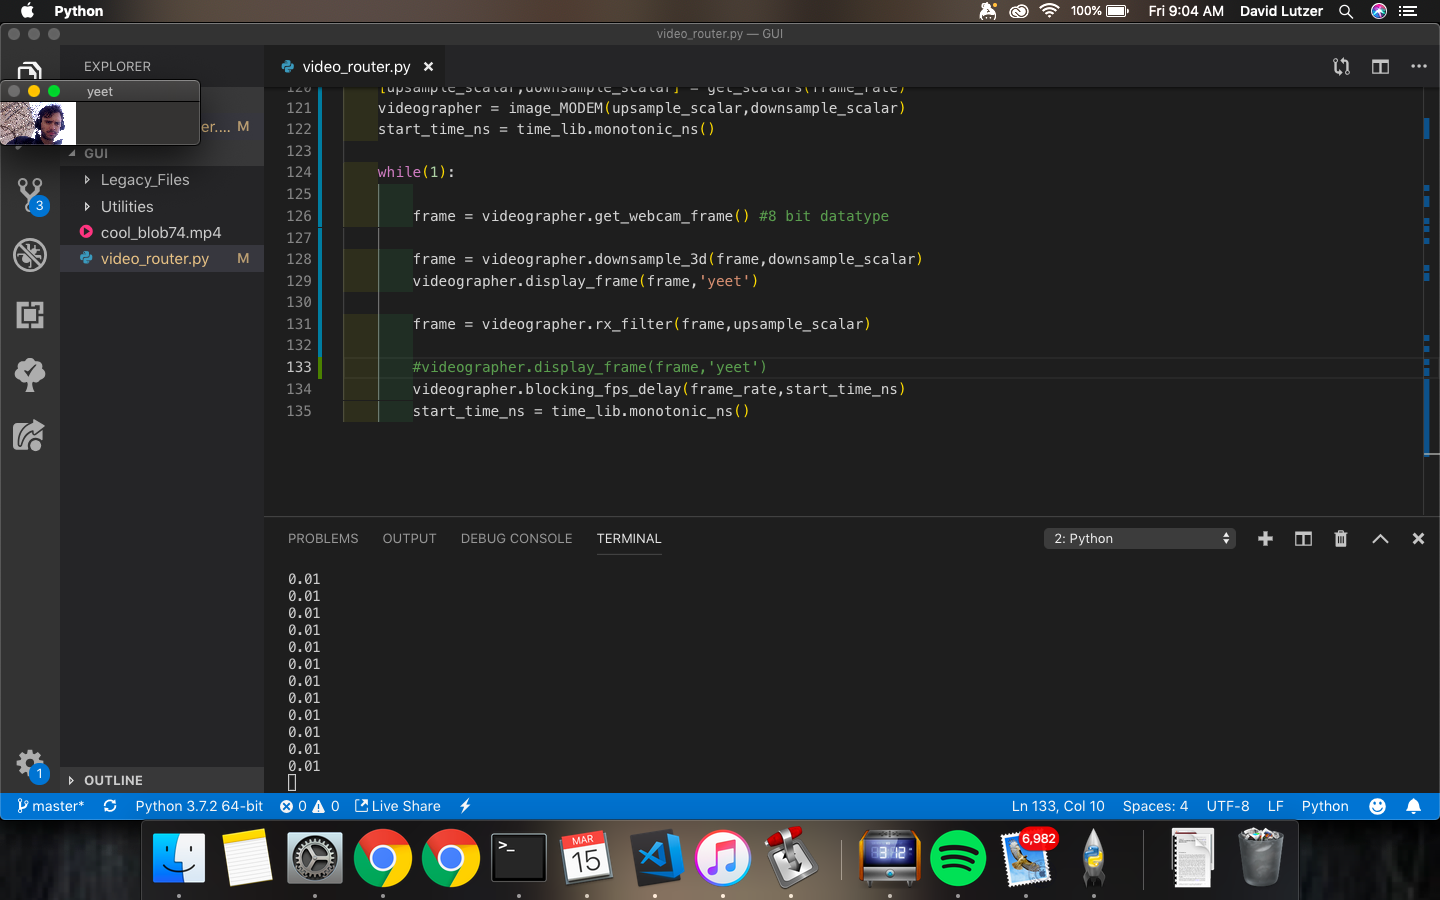 Python
100%
Fri 9:04 AM
David Lutzer
video_router.py — GUI
EXPLORER
video_router.py
yeet
er.... M
GUI
Legacy_Files
Utilities
cool_blob74.mp4
video_router.py M
3
120 [upsample_scalar,downsample_scalar] = get_scalars(frame_rate)
121 videographer = image_MODEM(upsample_scalar,downsample_scalar)
122 start_time_ns = time_lib.monotonic_ns()
123
124 while(1):
125
126 frame = videographer.get_webcam_frame() #8 bit datatype
127
128 frame = videographer.downsample_3d(frame,downsample_scalar)
129 videographer.display_frame(frame,'yeet')
130
131 frame = videographer.rx_filter(frame,upsample_scalar)
132
133 #videographer.display_frame(frame,'yeet')
134 videographer.blocking_fps_delay(frame_rate,start_time_ns)
135 start_time_ns = time_lib.monotonic_ns()
PROBLEMS OUTPUT DEBUG CONSOLE TERMINAL
2: Python
0.01
0.01
0.01
0.01
0.01
0.01
0.01
0.01
0.01
0.01
0.01
0.01
1
OUTLINE
master* Python 3.7.2 64-bit 0 0 Live Share
Ln 133, Col 10 Spaces: 4 UTF-8 LF Python
>_
MAR
15
3:12
6,982